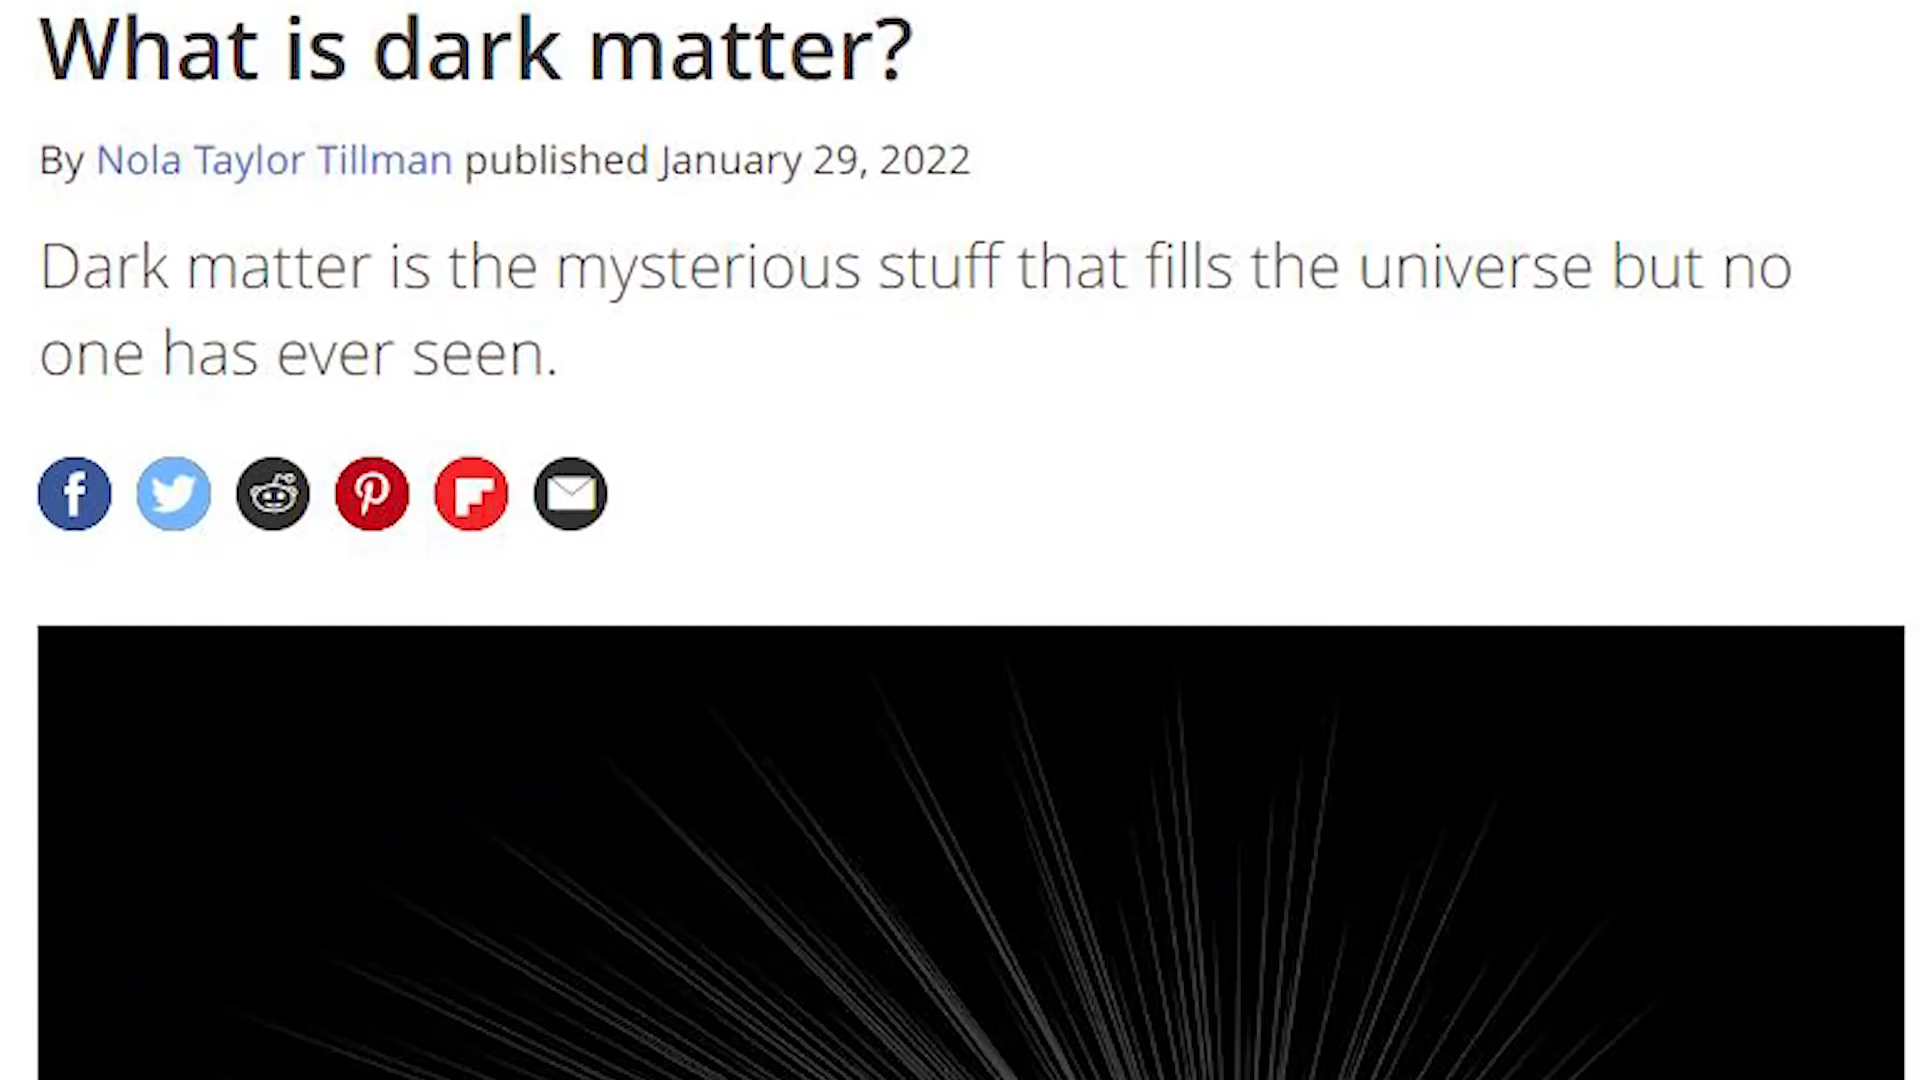 What is dark matter?
By Nola Taylor Tillman published January 29, 2022
Dark matter is the mysterious stuff that fills the universe but no
one has ever seen.